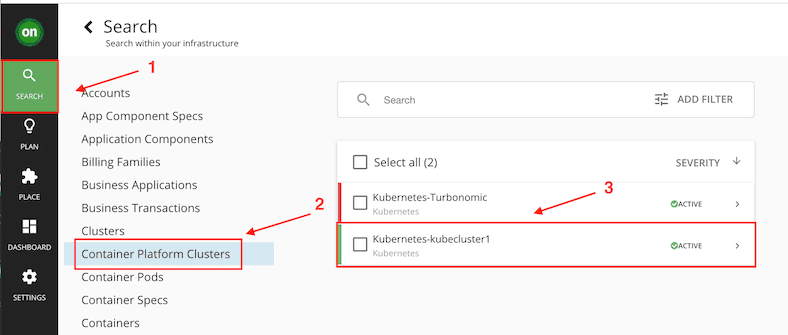 on
SEARCH
PLAN
PLACE
DASHBOARD
SETTINGS
Search
Search within your infrastructure
1
Accounts
App Component Specs
Application Components
Billing Families
Business Applications
Business Transactions
2
Clusters
Container Platform Clusters
Container Pods
Container Specs
Containers
Search
ADD FILTER
Select all (2)
SEVERITY
3
Kubernetes-Turbonomic
Kubernetes
ACTIVE
Kubernetes-kubecluster1
Kubernetes
ACTIVE